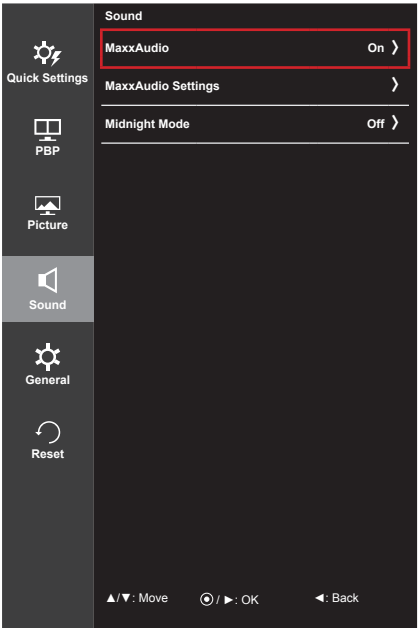 Quick Settings
PBP
Picture
Sound
General
Reset
Sound
MaxxAudio On ❯
MaxxAudio Settings ❯
Midnight Mode Off ❯
▲/▼: Move ⦿ / ►: OK ◄: Back